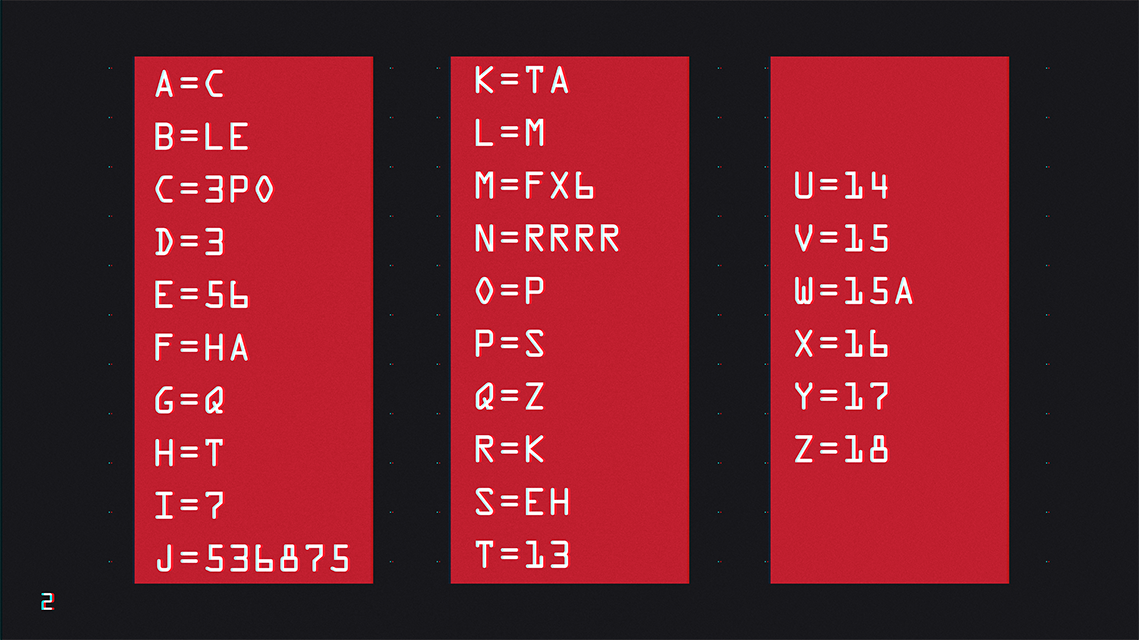 A=C
B=LE
C=3PO
D=3
E=56
F=HA
G=Q
H=T
I=7
J=536875
K=TA
L=M
M=FX6
N=RRRR
O=P
P=S
Q=Z
R=K
S=EH
T=13
U=14
V=15
W=15A
X=16
Y=17
Z=18
2